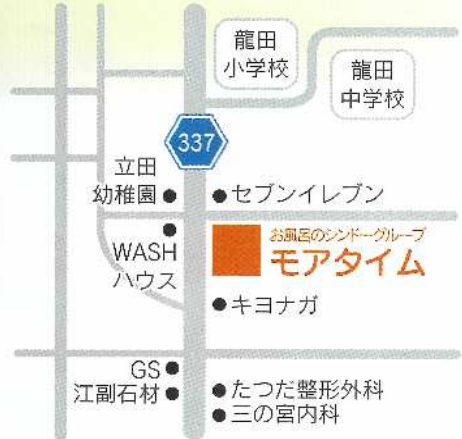 龍田
小学校
龍田
中学校
337
立田
幼稚園
セブンイレブン
WASH
ハウス
お風呂のシンドーグループ
モアタイム
キヨナガ
GS
江副石材
たつだ整形外科
三の宮内科